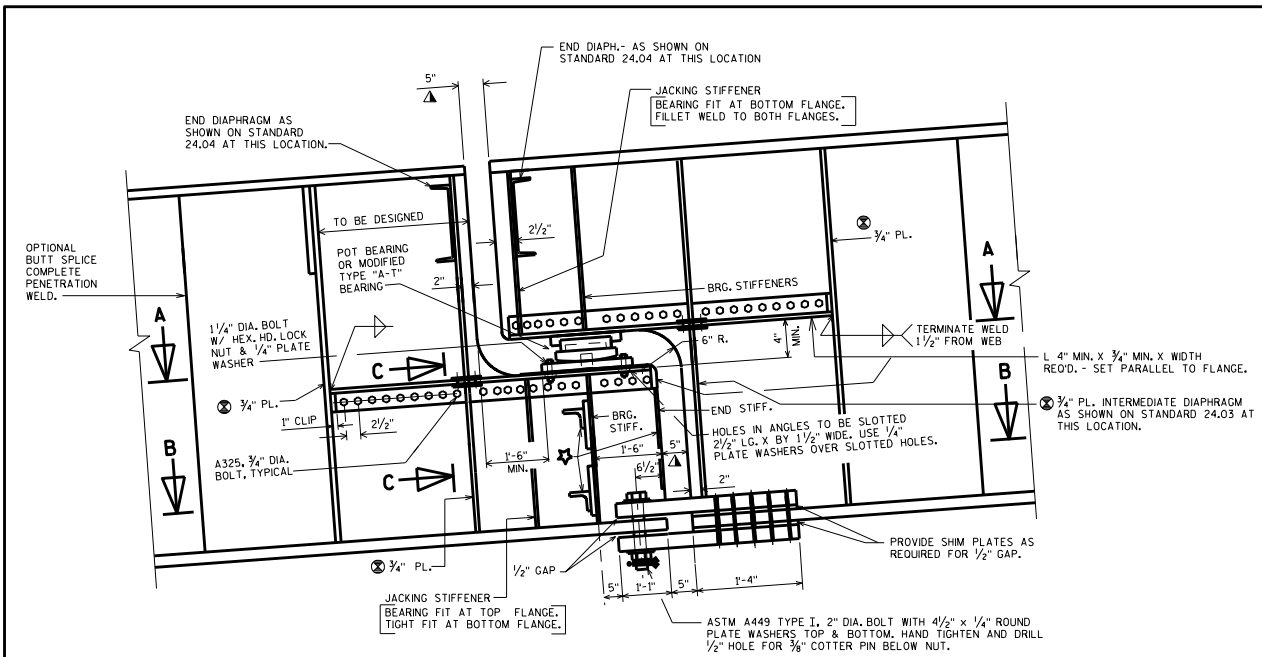 END DIAPH.- AS SHOWN ON
STANDARD 24.04 AT THIS LOCATION
5"
JACKING STIFFENER
BEARING FIT AT BOTTOM FLANGE.
FILLET WELD TO BOTH FLANGES.
END DIAPHRAGM AS
SHOWN ON STANDARD
24.04 AT THIS LOCATION.
TO BE DESIGNED
2½"
¾" PL.
OPTIONAL
BUTT SPLICE
COMPLETE
PENETRATION
WELD.
POT BEARING
OR MODIFIED
TYPE "A-T"
BEARING
2"
A
A
BRG. STIFFENERS
1¼" DIA. BOLT
W/ HEX. HD. LOCK
NUT & ¼" PLATE
WASHER
6" R.
4"
MIN.
TERMINATE WELD
1½" FROM WEB
L 4" MIN. X ¾" MIN. X WIDTH
REQ'D. - SET PARALLEL TO FLANGE.
C
B
¾" PL.
END STIFF.
¾" PL. INTERMEDIATE DIAPHRAGM
AS SHOWN ON STANDARD 24.03 AT
THIS LOCATION.
1" CLIP
2½"
BRG.
STIFF.
HOLES IN ANGLES TO BE SLOTTED
2½" LG. X BY 1½" WIDE. USE ¼"
PLATE WASHERS OVER SLOTTED HOLES.
B
A325, ¾" DIA.
BOLT, TYPICAL
1'-6"
MIN.
1'-6"
5"
6½"
C
2"
PROVIDE SHIM PLATES AS
REQUIRED FOR ½" GAP.
¾" PL.
½" GAP
5"
1'-1"
5"
1'-4"
JACKING STIFFENER
BEARING FIT AT TOP FLANGE.
TIGHT FIT AT BOTTOM FLANGE.
ASTM A449 TYPE I, 2" DIA. BOLT WITH 4½" x ¼" ROUND
PLATE WASHERS TOP & BOTTOM. HAND TIGHTEN AND DRILL
½" HOLE FOR ⅜" COTTER PIN BELOW NUT.